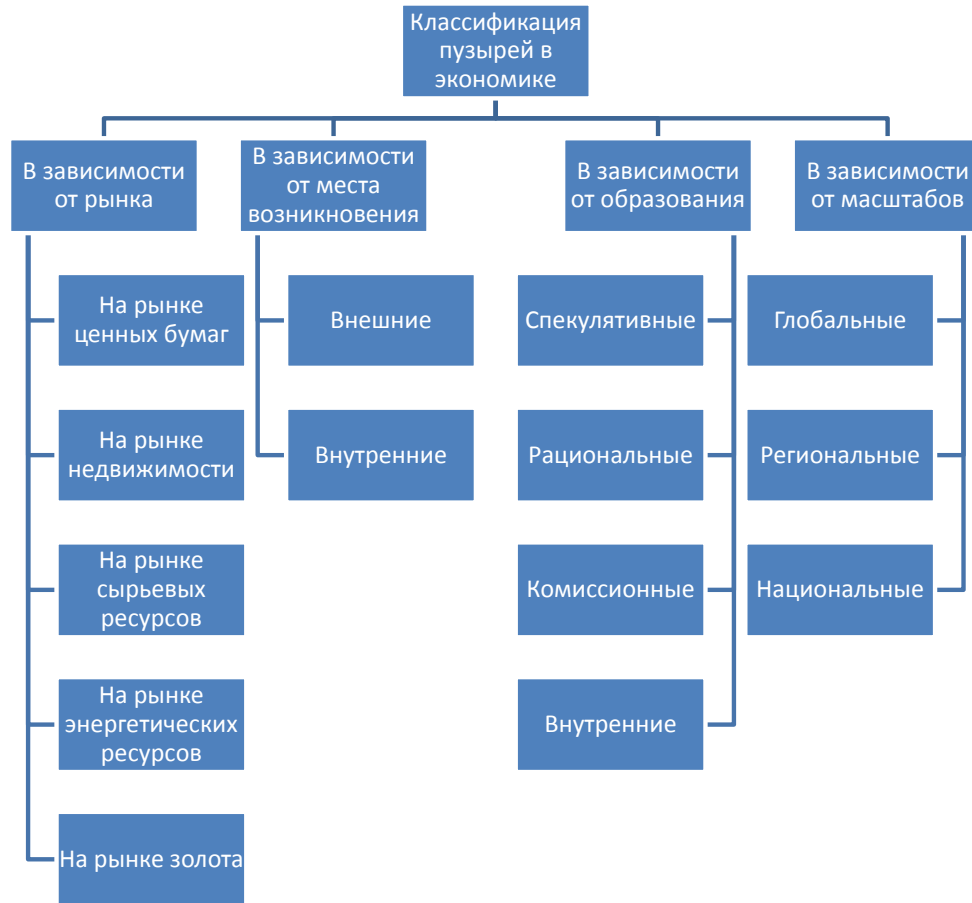 Классификация
пузырей в
экономике
В зависимости
от рынка
В зависимости
от места
возникновения
В зависимости
от образования
В зависимости
от масштабов
На рынке
ценных бумаг
На рынке
недвижимости
На рынке
сырьевых
ресурсов
На рынке
энергетических
ресурсов
На рынке золота
Внешние
Внутренние
Спекулятивные
Рациональные
Комиссионные
Внутренние
Глобальные
Региональные
Национальные